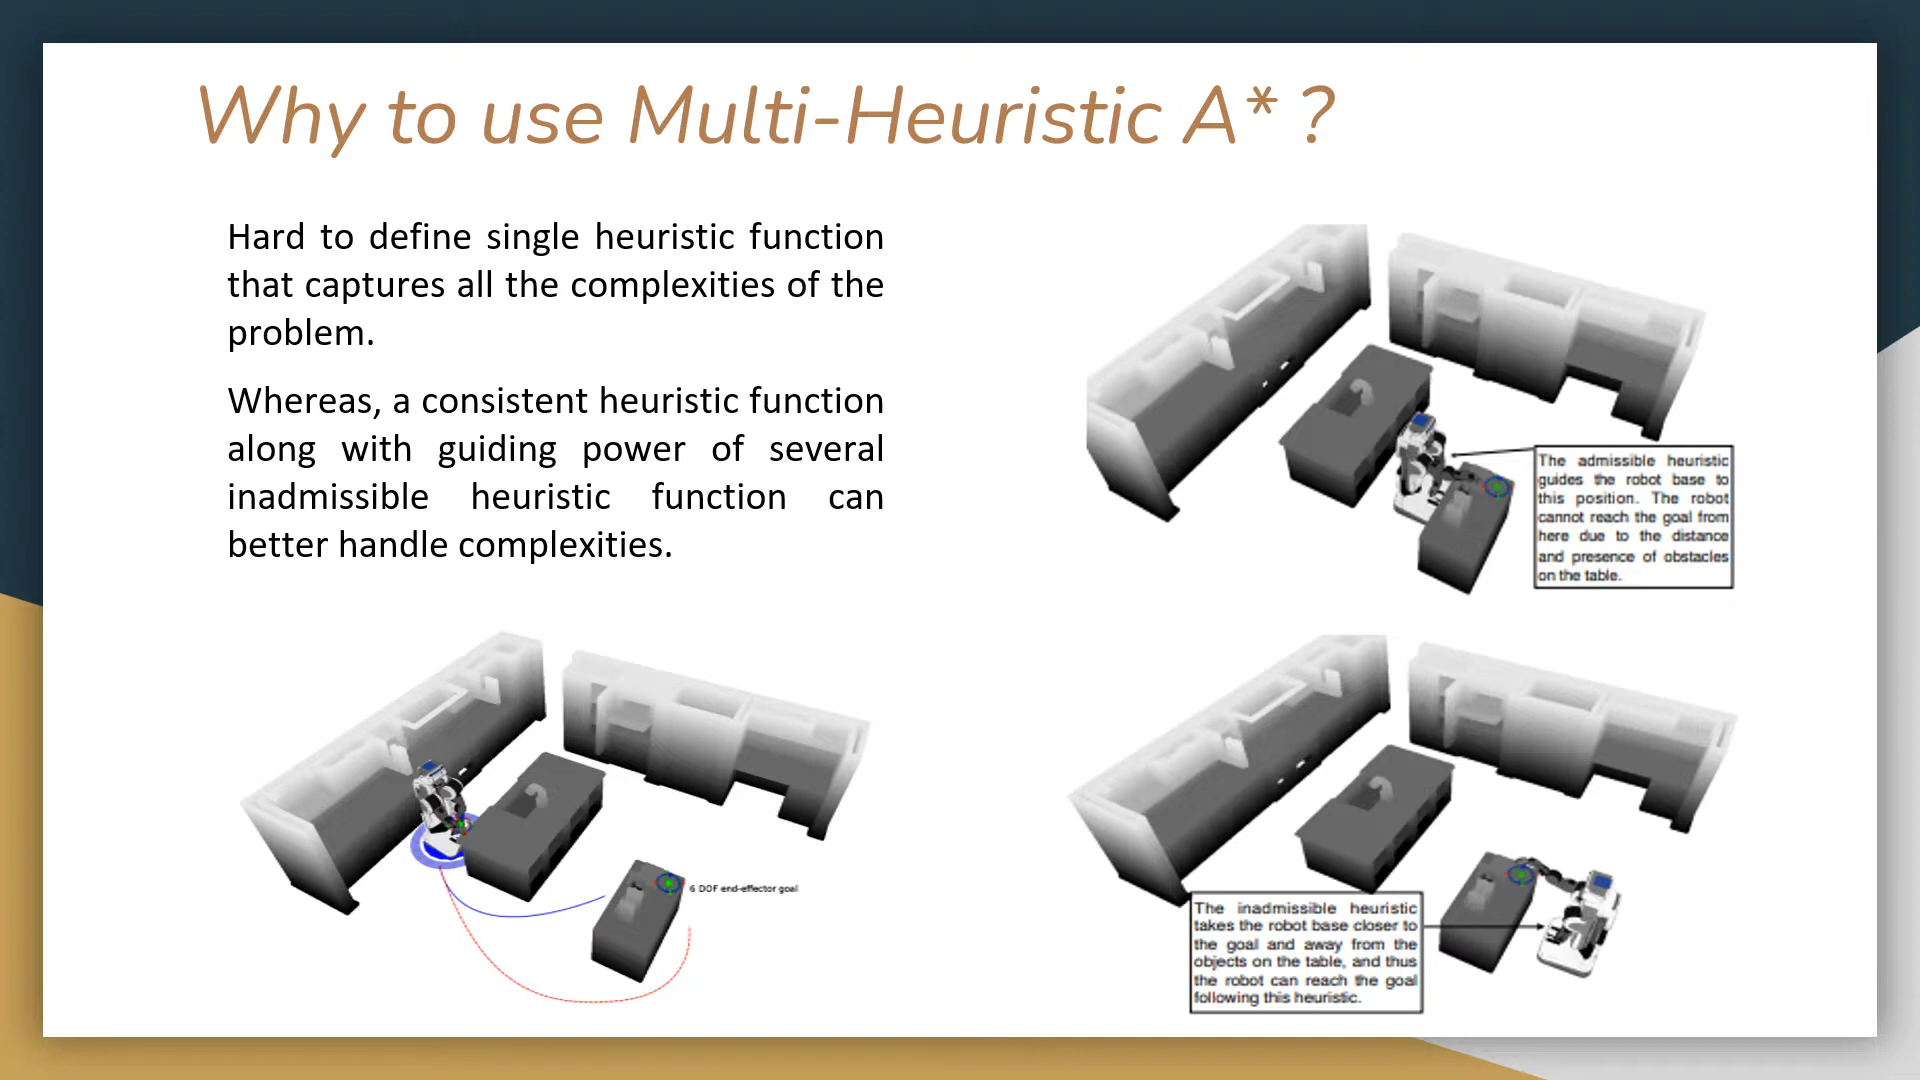 Why to use Multi-Heuristic A* ?
Hard to define single heuristic function
that captures all the complexities of the
problem.
Whereas, a consistent heuristic function
along with guiding power of several
inadmissible heuristic function can
better handle complexities.
The admissible heuristic
guides the robot base to
this position. The robot
cannot reach the goal from
here due to the distance
and presence of obstacles
on the table.
6 DOF end-effector goal
The inadmissible heuristic
takes the robot base closer to
the goal and away from the
objects on the table, and thus
the robot can reach the goal
following this heuristic.